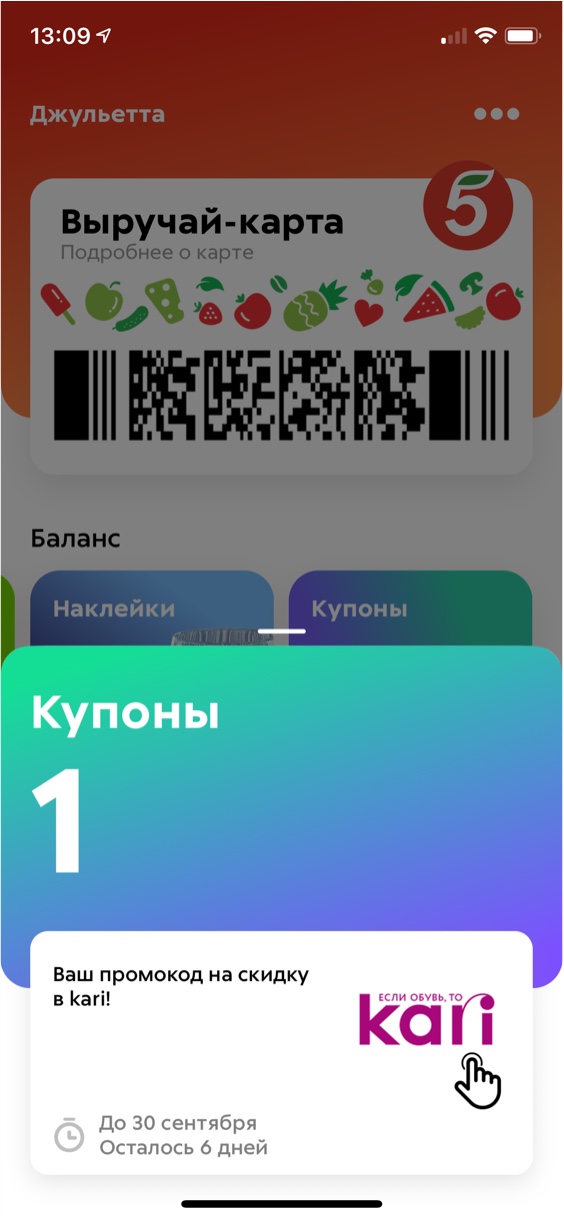 13:09
Джульетта
Выручай-карта
5
Подробнее о карте
Баланс
Наклейки
Купоны
Купоны
1
Ваш промокод на скидку
в kari!
ЕСЛИ ОБУВЬ, ТО
kari
До 30 сентября
Осталось 6 дней